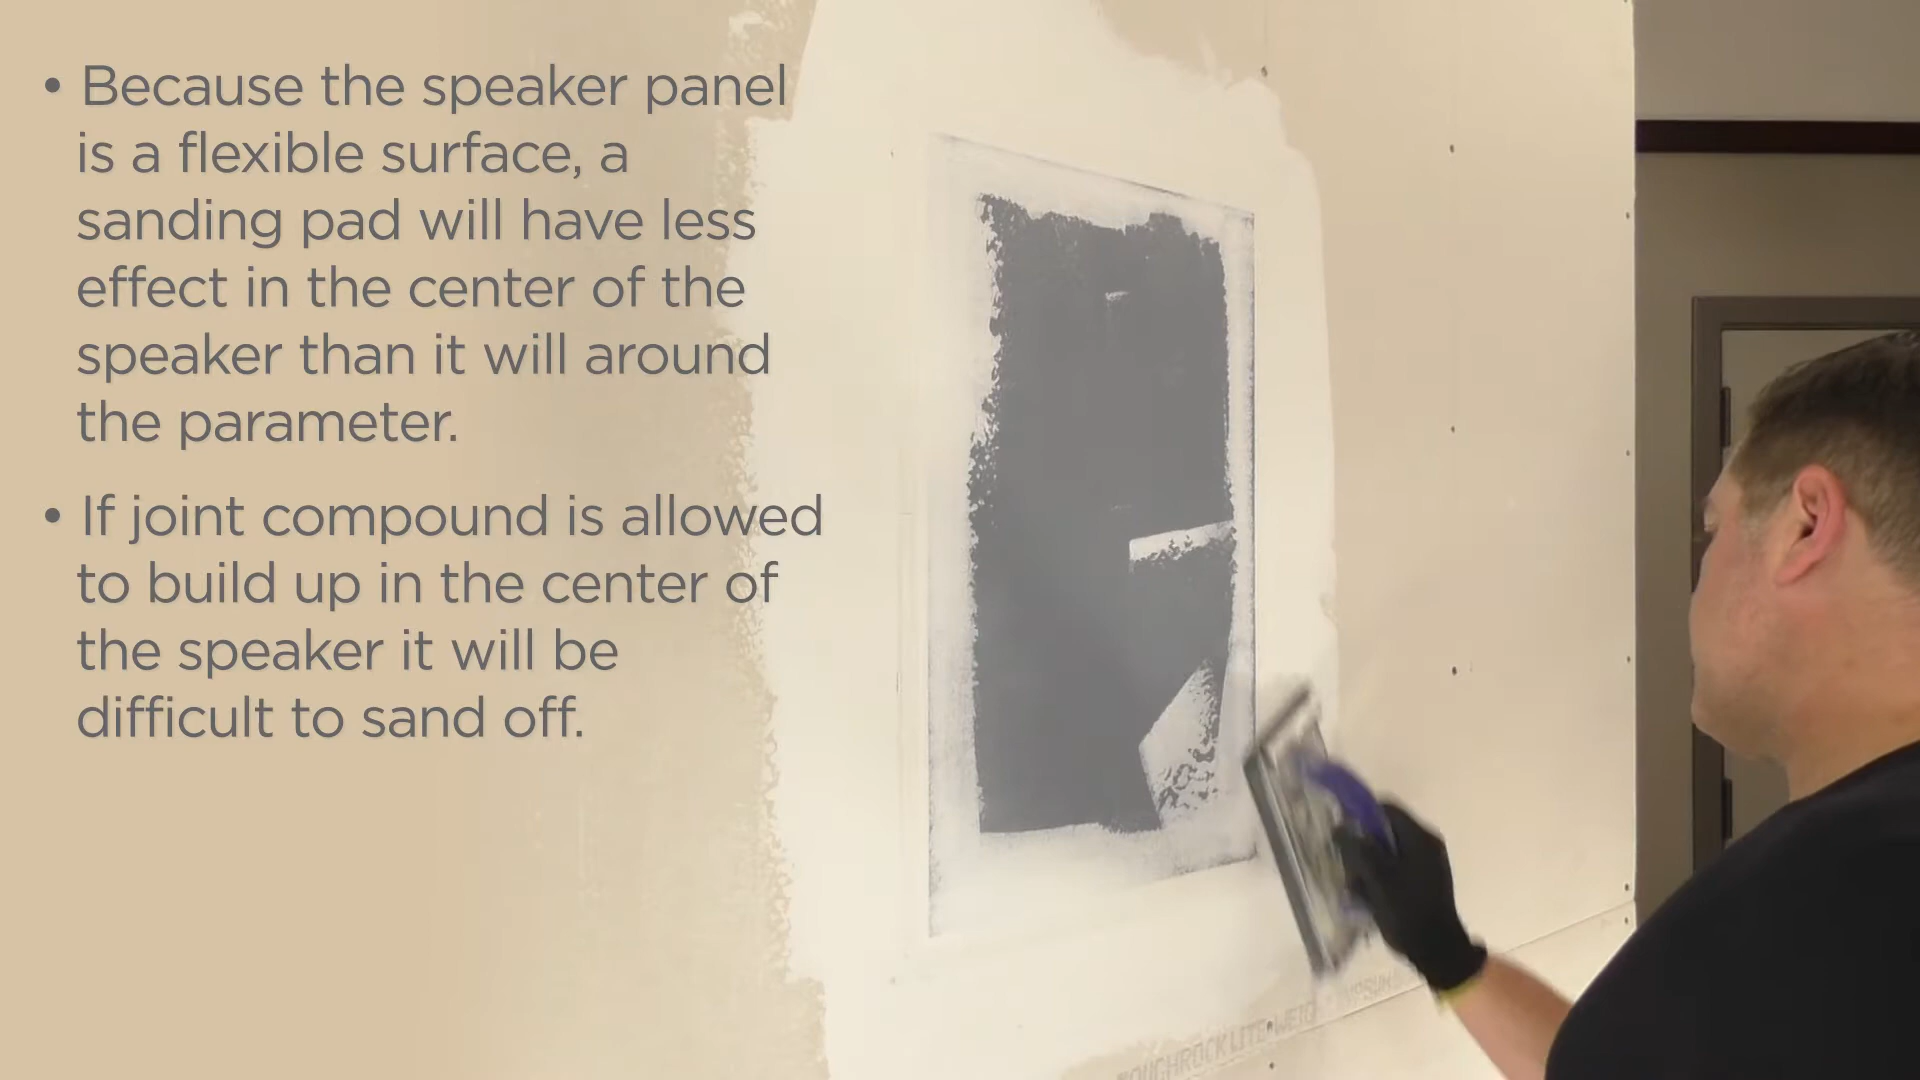 • Because the speaker panel
is a flexible surface, a
sanding pad will have less
effect in the center of the
speaker than it will around
the parameter.
• If joint compound is allowed
to build up in the center of
the speaker it will be
difficult to sand off.
LITE-WEIG